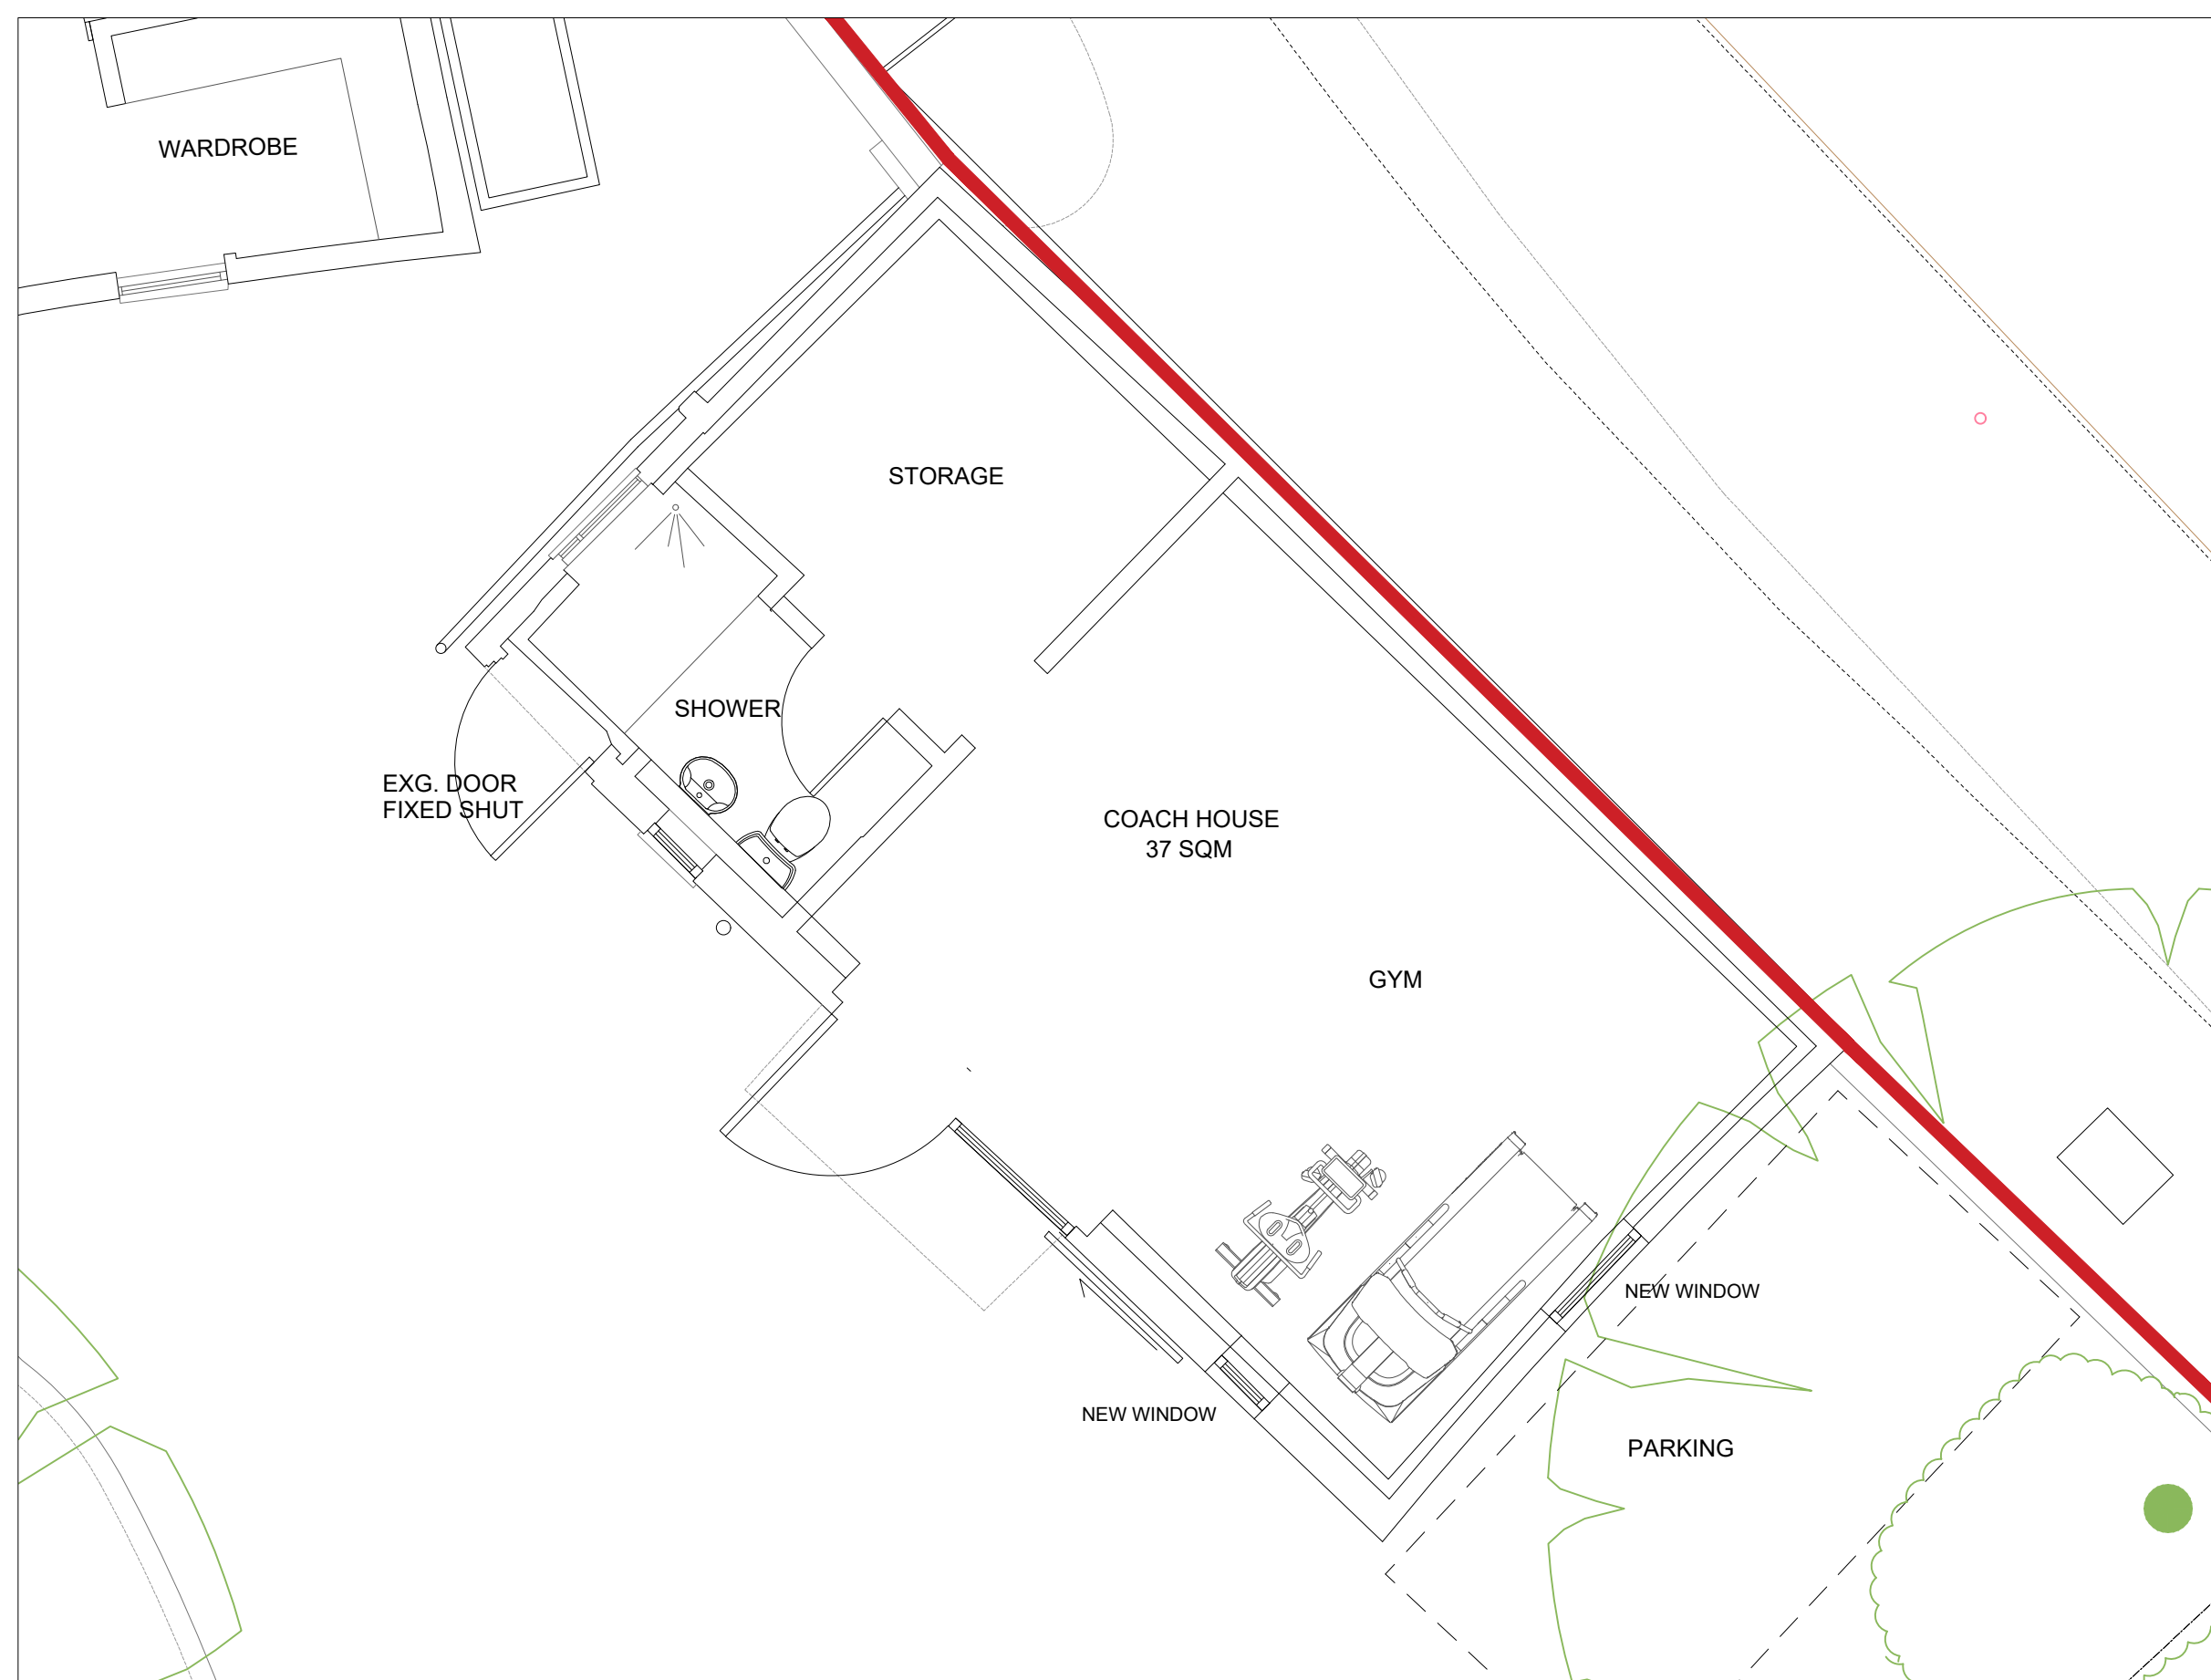 WARDROBE
STORAGE
SHOWER
EXG. DOOR
FIXED SHUT
COACH HOUSE
37 SQM
GYM
NEW WINDOW
NEW WINDOW
PARKING